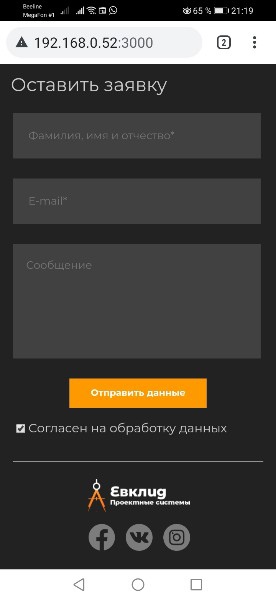 Beeline
MegaFon #1
65 %
21:19
192.168.0.52:3000
2
Оставить заявку
Фамилия, имя и отчество*
E-mail*
Сообщение
Отправить данные
Согласен на обработку данных
Евклид
Проектные системы